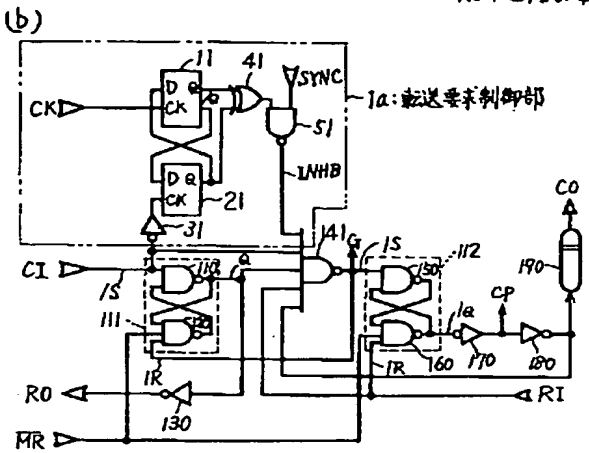 (b)
11
41
SYNC
D Q
Q
CK
CK
1a:転送要求制御部
51
D Q
INHB
CK
21
31
CO
141
G
1S
112
190
CI
110
Q
150
1S
CP
111
120
1Q
1R
160
170
180
1R
RO
130
RI
MR